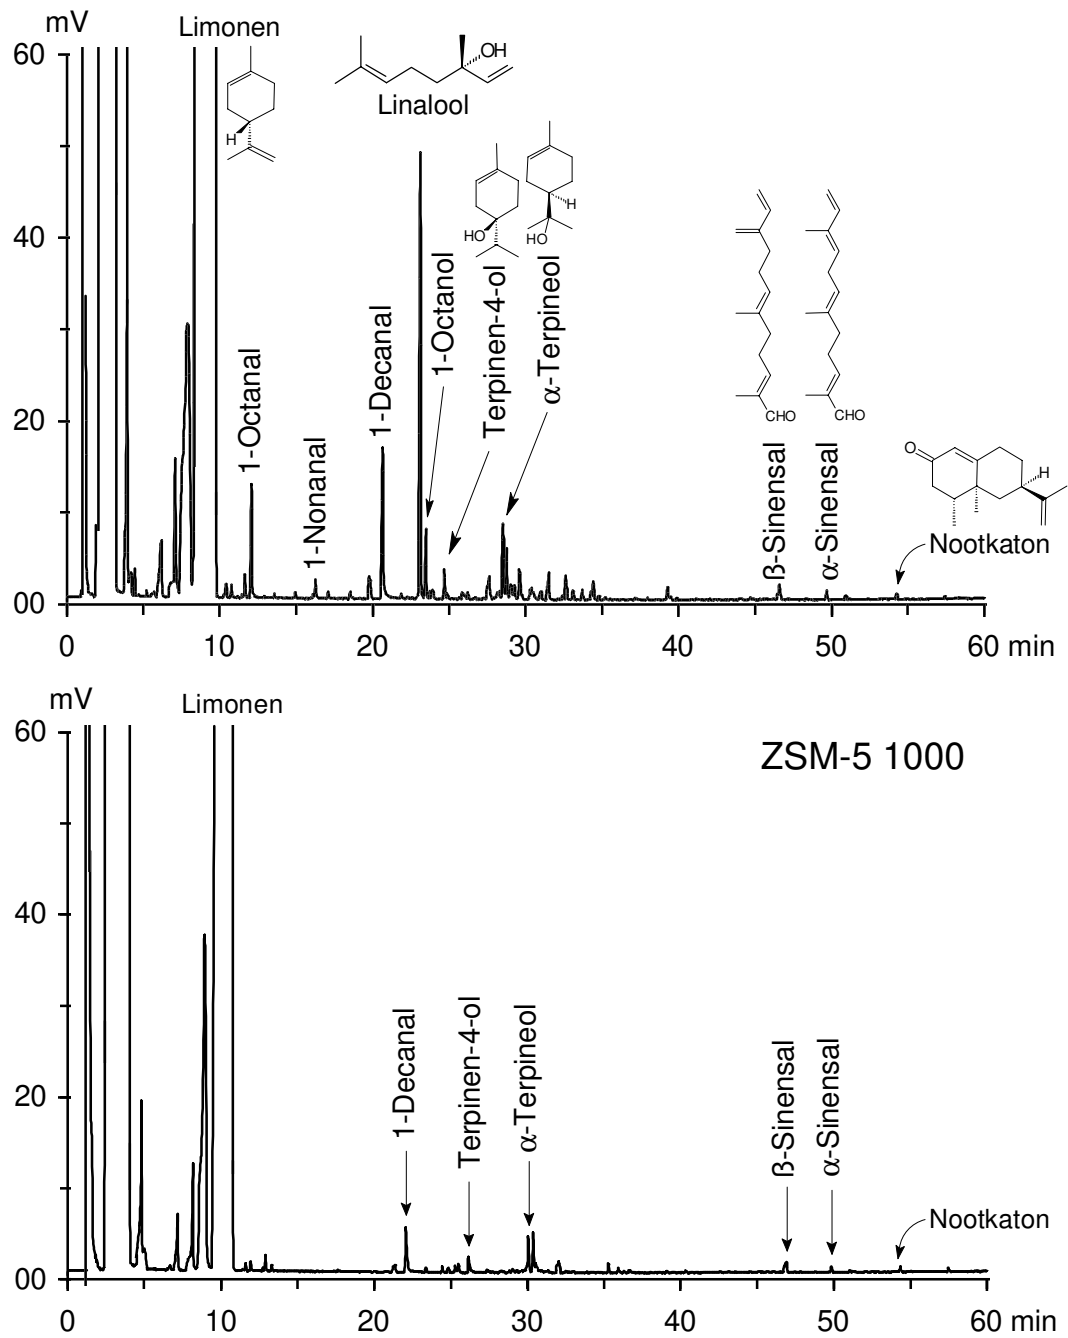 mV
Limonen
60
OH
Linalool
H
40
HO
H
HO
1-Octanal
1-Nonanal
1-Decanal
1-Octanol
Terpinen-4-ol
α-Terpineol
20
CHO
CHO
ß-Sinensal
α-Sinensal
O
H
Nootkaton
00
0 10 20 30 40 50 60 min
mV
Limonen
60
ZSM-5 1000
40
20
1-Decanal
Terpinen-4-ol
α-Terpineol
ß-Sinensal
α-Sinensal
Nootkaton
00
0 10 20 30 40 50 60 min